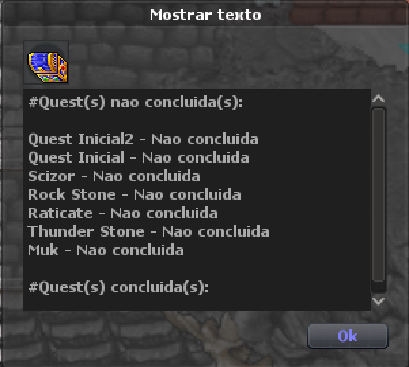 Mostrar texto
#Quest(s) nao concluida(s):
Quest Inicial2 - Nao concluida
Quest Inicial - Nao concluida
Scizor - Nao concluida
Rock Stone - Nao concluida
Raticate - Nao concluida
Thunder Stone - Nao concluida
Muk - Nao concluida
#Quest(s) concluida(s):
Ok